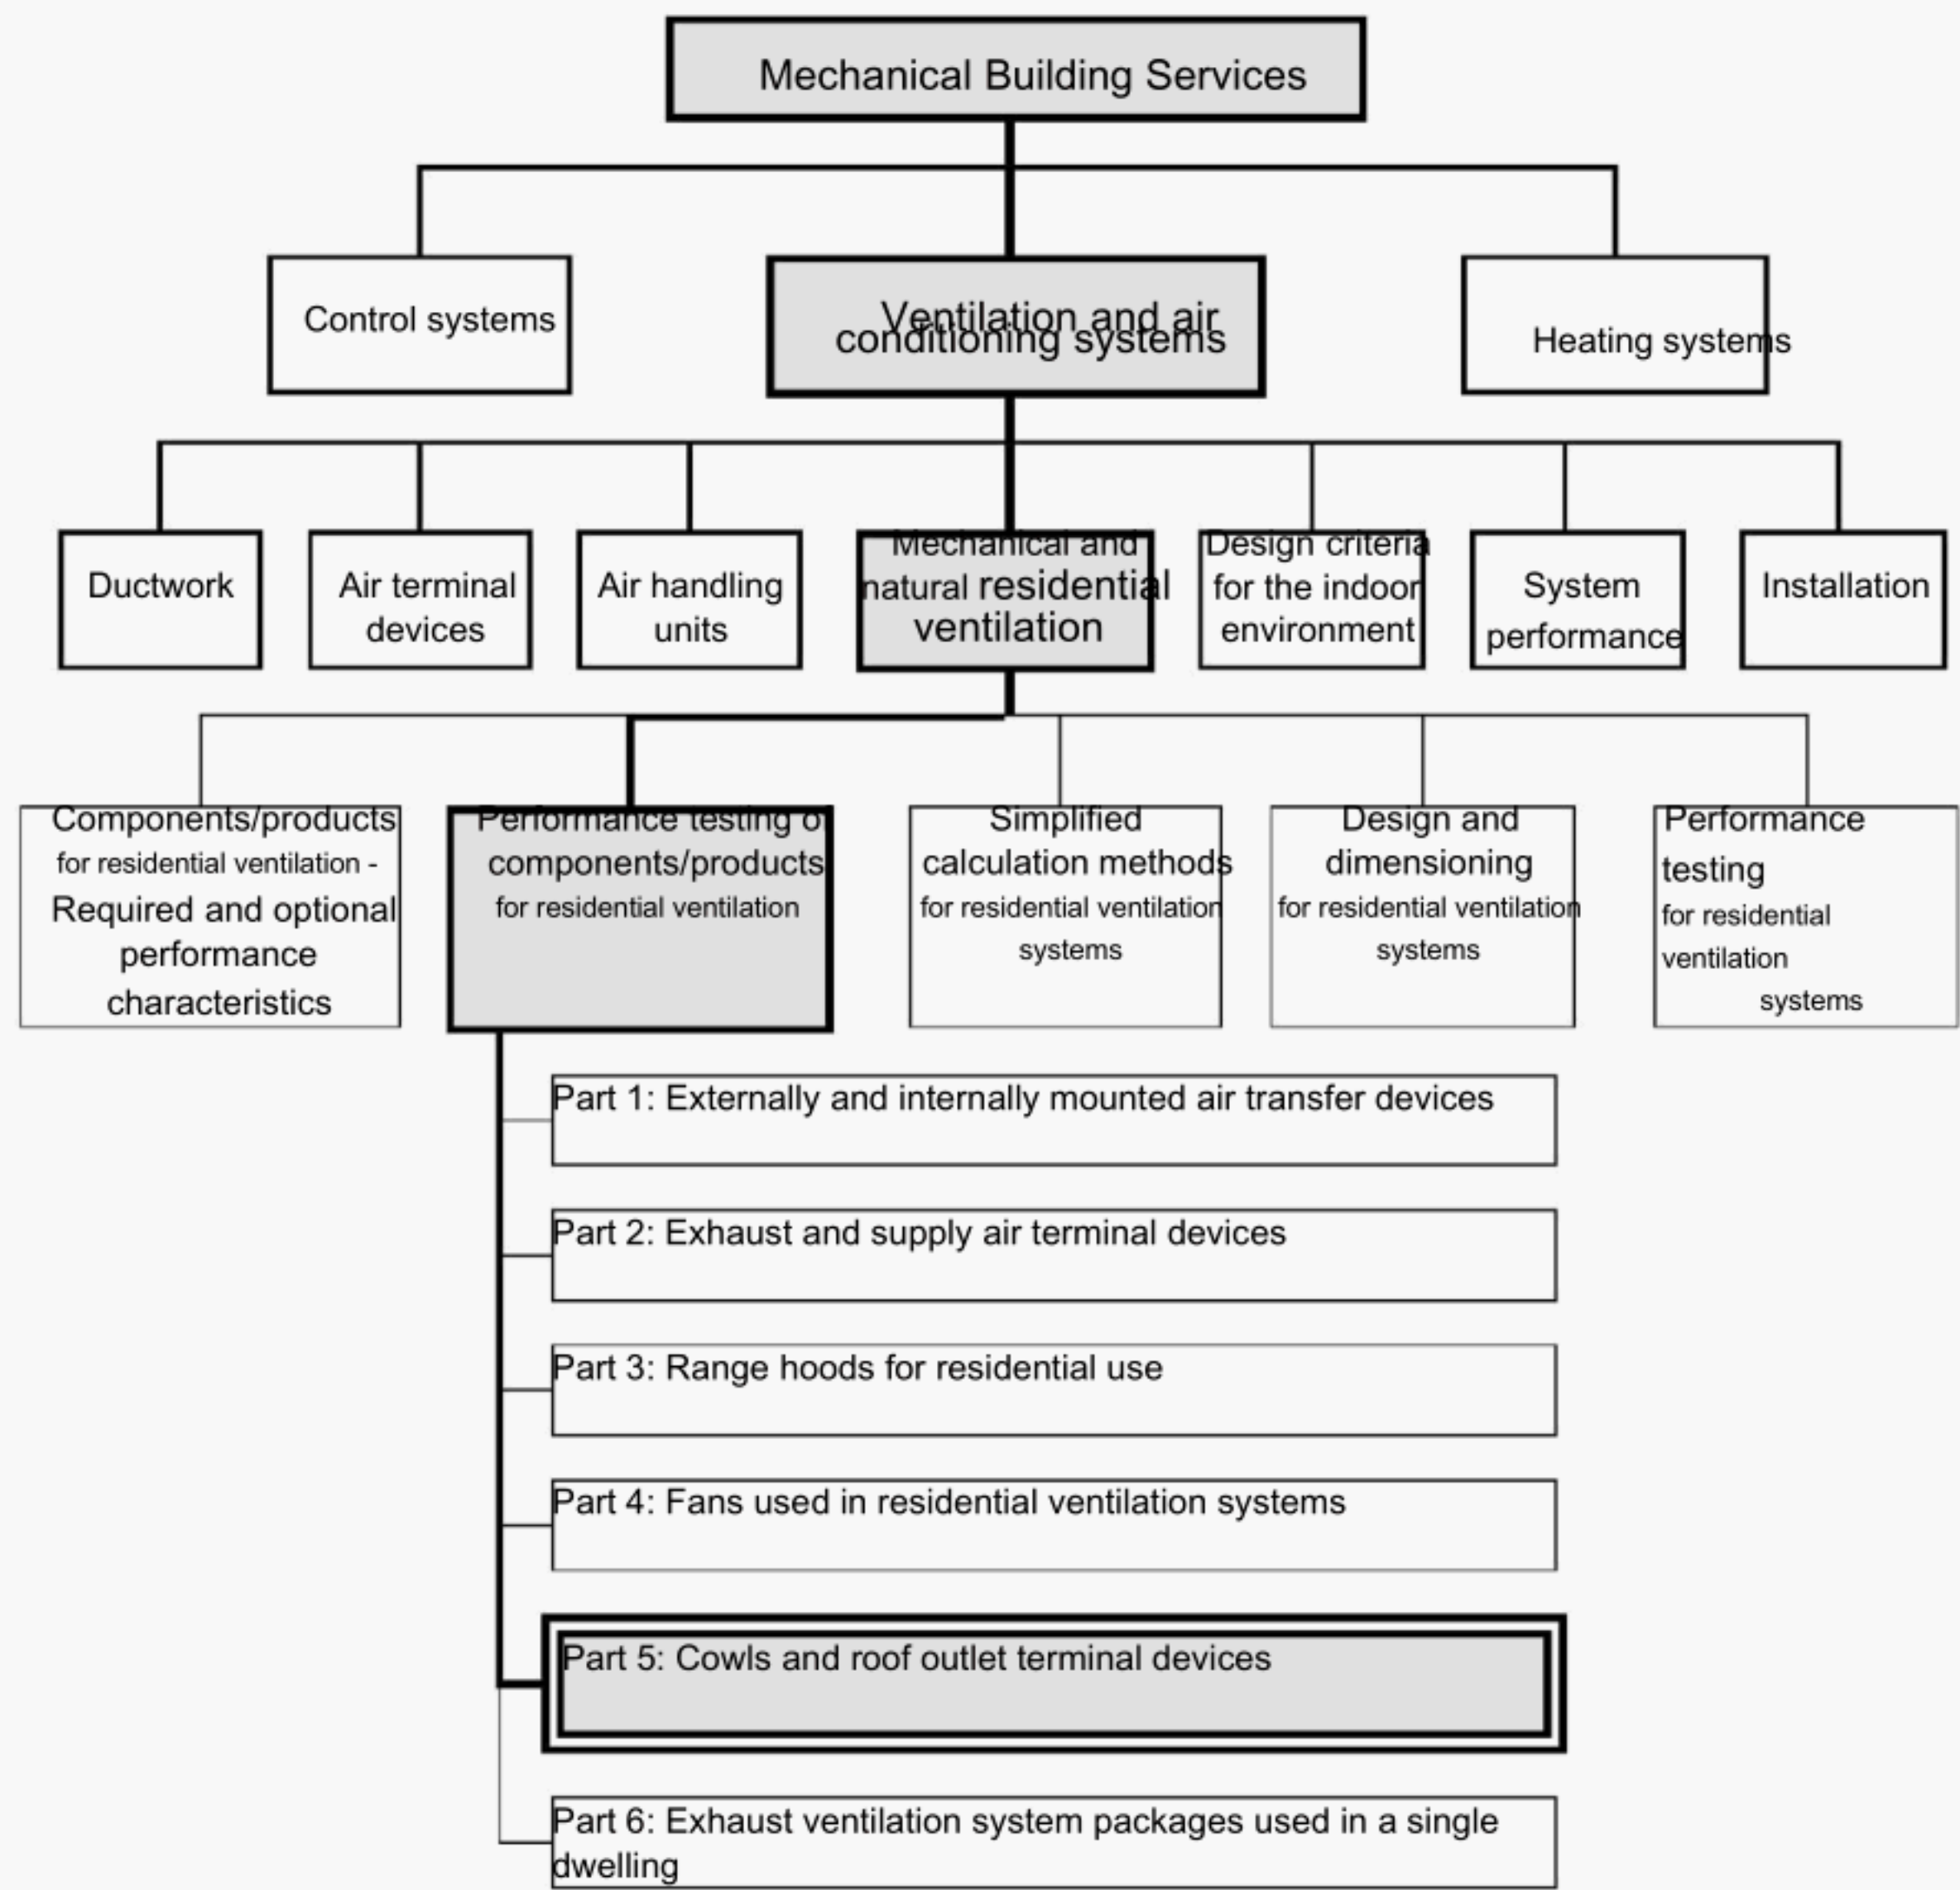 Mechanical Building Services
Control systems
Ventilation and air
conditioning systems
Heating systems
Ductwork
Air terminal
devices
Air handling
units
Mechanical and
natural residential
ventilation
Design criteria
for the indoor
environment
System
performance
Installation
Components/products
for residential ventilation -
Required and optional
performance
characteristics
Performance testing o
components/products
for residential ventilation
Simplified
calculation methods
for residential ventilation
systems
Design and
dimensioning
for residential ventilation
systems
Performance
testing
for residential
ventilation
systems
Part 1: Externally and internally mounted air transfer devices
Part 2: Exhaust and supply air terminal devices
Part 3: Range hoods for residential use
Part 4: Fans used in residential ventilation systems
Part 5: Cowls and roof outlet terminal devices
Part 6: Exhaust ventilation system packages used in a single
dwelling